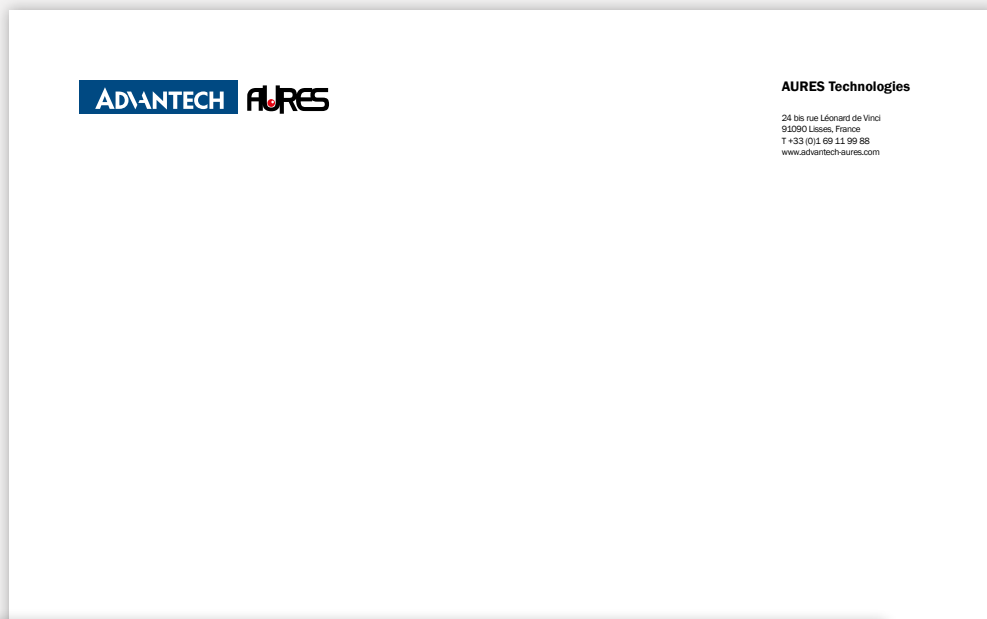 ADVANTECH AURES
AURES Technologies
24 bis rue Léonard de Vinci
91090 Lisses, France
T +33 (0)1 69 11 99 88
www.advantech-aures.com